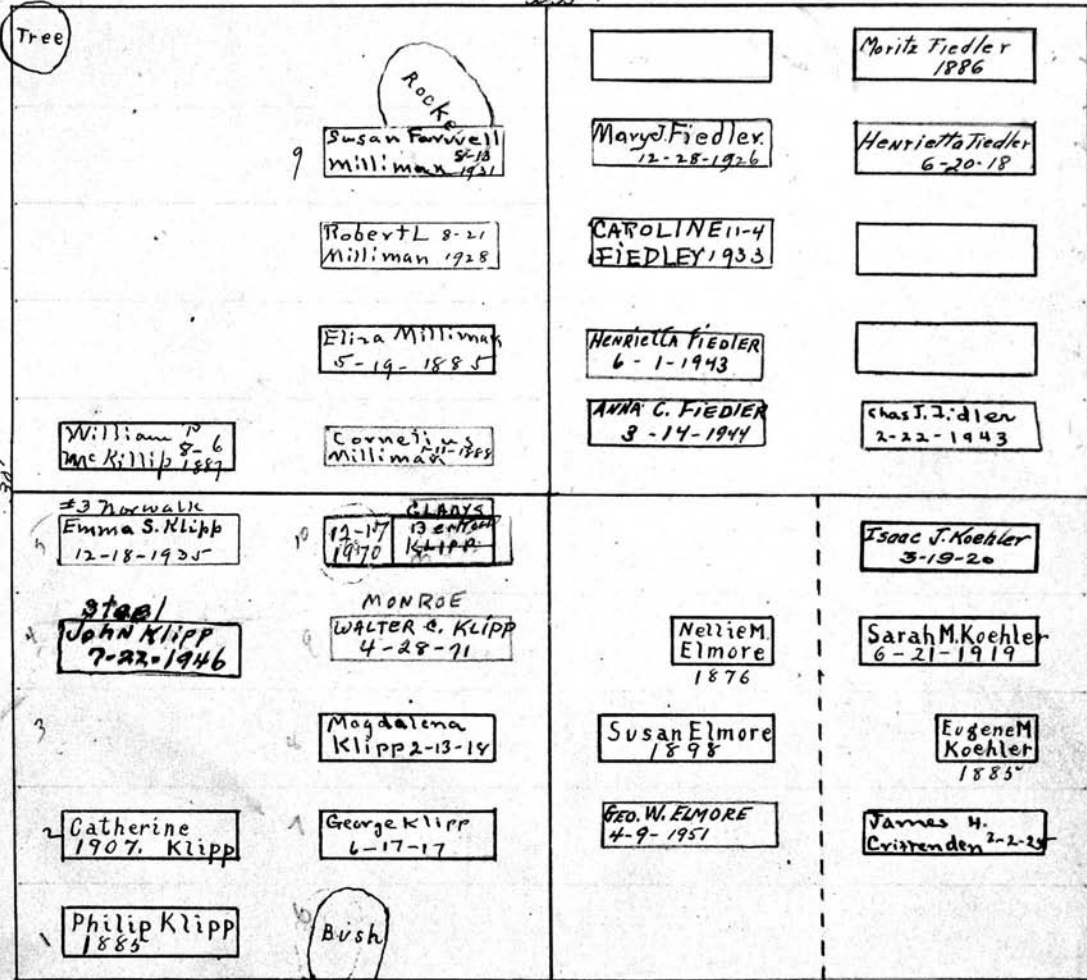 Tree
Rocke
9
Susan Farwell
8-13
Milliman 1931
Robert L 8-21
Milliman 1928
Eliza Milliman
5-19-1885
William P
8-6
McKillip 1887
Cornelius
Milliman
Moritz Fiedler
1886
Mary J. Fiedler.
12-28-1926
Henrietta Fiedler
6-20-18
CAROLINE 11-4
FIEDLEY 1933
HENRIETTA FIEDLER
6-1-1943
ANNA C. FIEDLER
3-14-1944
Chas J. Fidler
2-22-1943
#3 Norwalk
5
Emma S. Klipp
12-18-1935
10
GLADYS
12-17
1970
KLIPP
Steel
4
John Klipp
7-22-1946
MONROE
9
WALTER C. KLIPP
4-28-71
3
Magdalena
Klipp 2-13-18
2
Catherine
1907. Klipp
George Klipp
6-17-17
1
Philip Klipp
1885
Bush
Isaac J. Koehler
3-19-20
Nellie M.
Elmore
1876
Sarah M. Koehler
6-21-1919
Susan Elmore
1898
Eugene M
Koehler
1885
GEO. W. ELMORE
4-9-1951
James H.
Crittenden